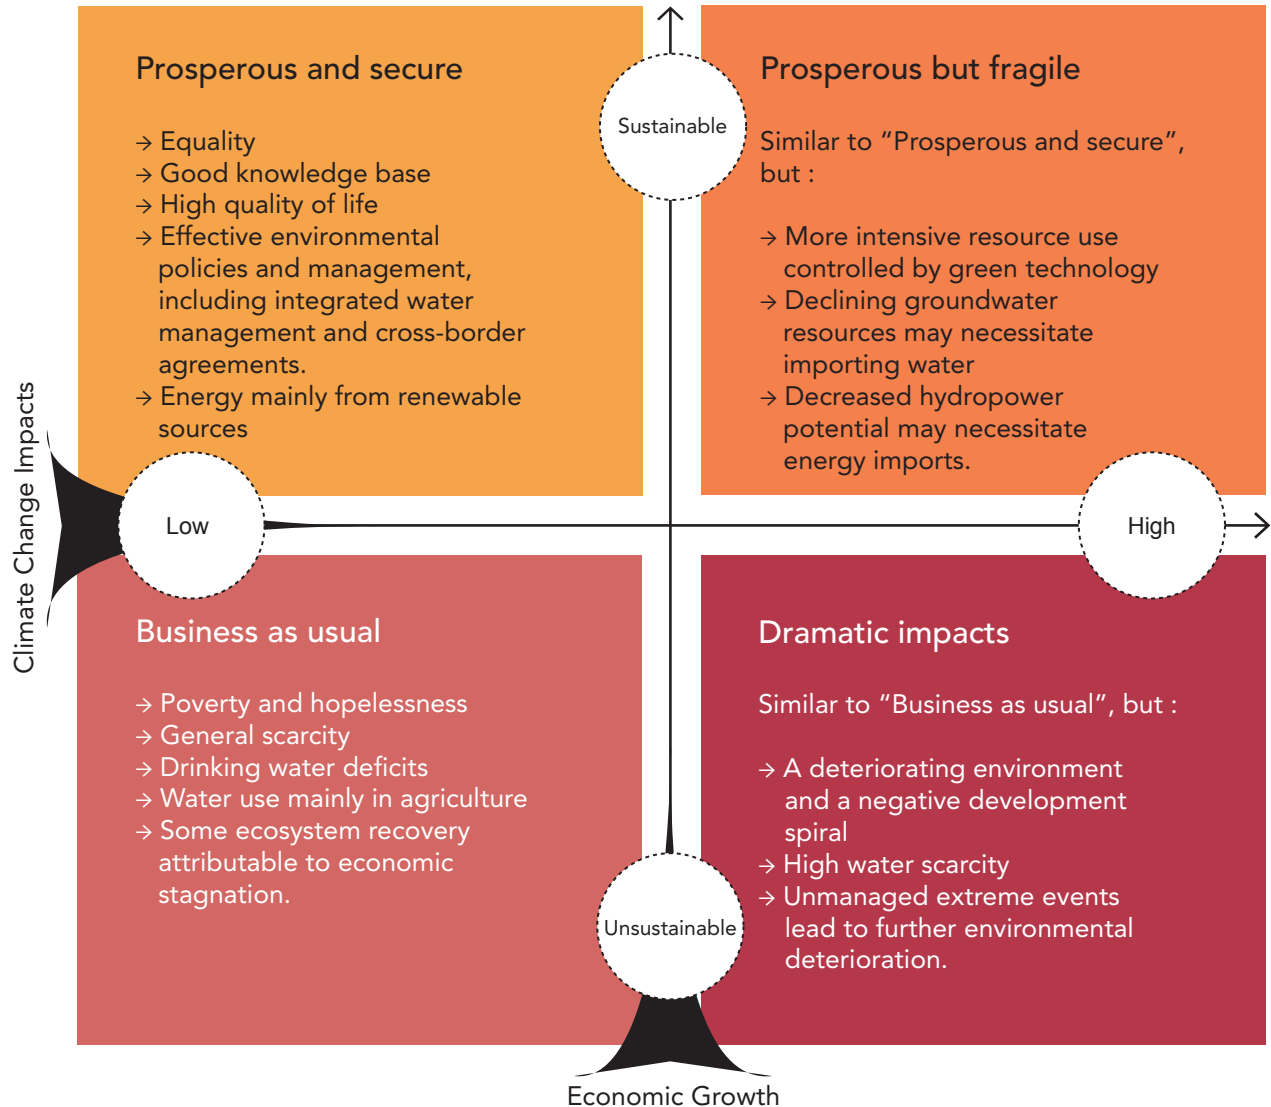 Prosperous and secure
→ Equality
→ Good knowledge base
→ High quality of life
→ Effective environmental
policies and management,
including integrated water
management and cross-border
agreements.
→ Energy mainly from renewable
sources
Sustainable
Prosperous but fragile
Similar to “Prosperous and secure”,
but :
→ More intensive resource use
controlled by green technology
→ Declining groundwater
resources may necessitate
importing water
→ Decreased hydropower
potential may necessitate
energy imports.
Climate Change Impacts
Low
High
Business as usual
→ Poverty and hopelessness
→ General scarcity
→ Drinking water deficits
→ Water use mainly in agriculture
→ Some ecosystem recovery
attributable to economic
stagnation.
Dramatic impacts
Similar to “Business as usual”, but :
→ A deteriorating environment
and a negative development
spiral
→ High water scarcity
→ Unmanaged extreme events
lead to further environmental
deterioration.
Unsustainable
Economic Growth